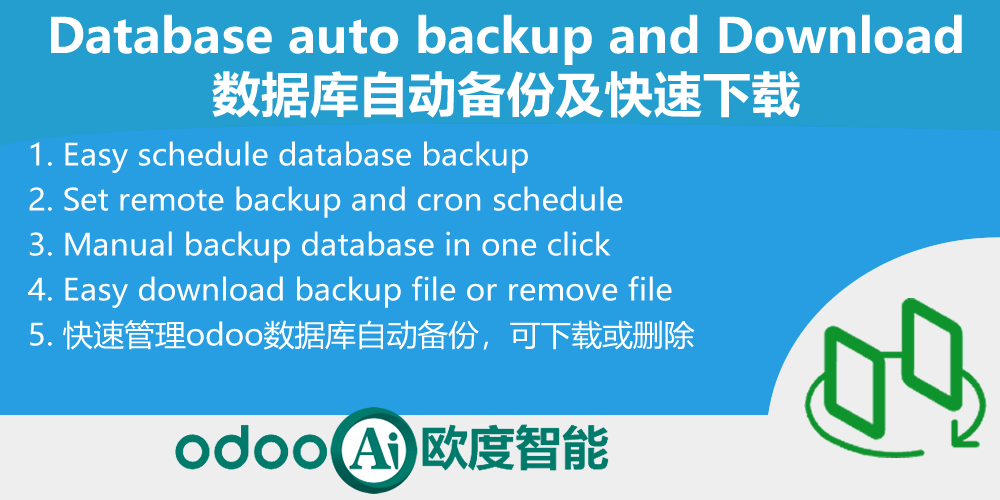 Database auto backup and Download
数据库自动备份及快速下载
1. Easy schedule database backup
2. Set remote backup and cron schedule
3. Manual backup database in one click
4. Easy download backup file or remove file
5. 快速管理odoo数据库自动备份，可下载或删除
odoo Ai 欧度智能